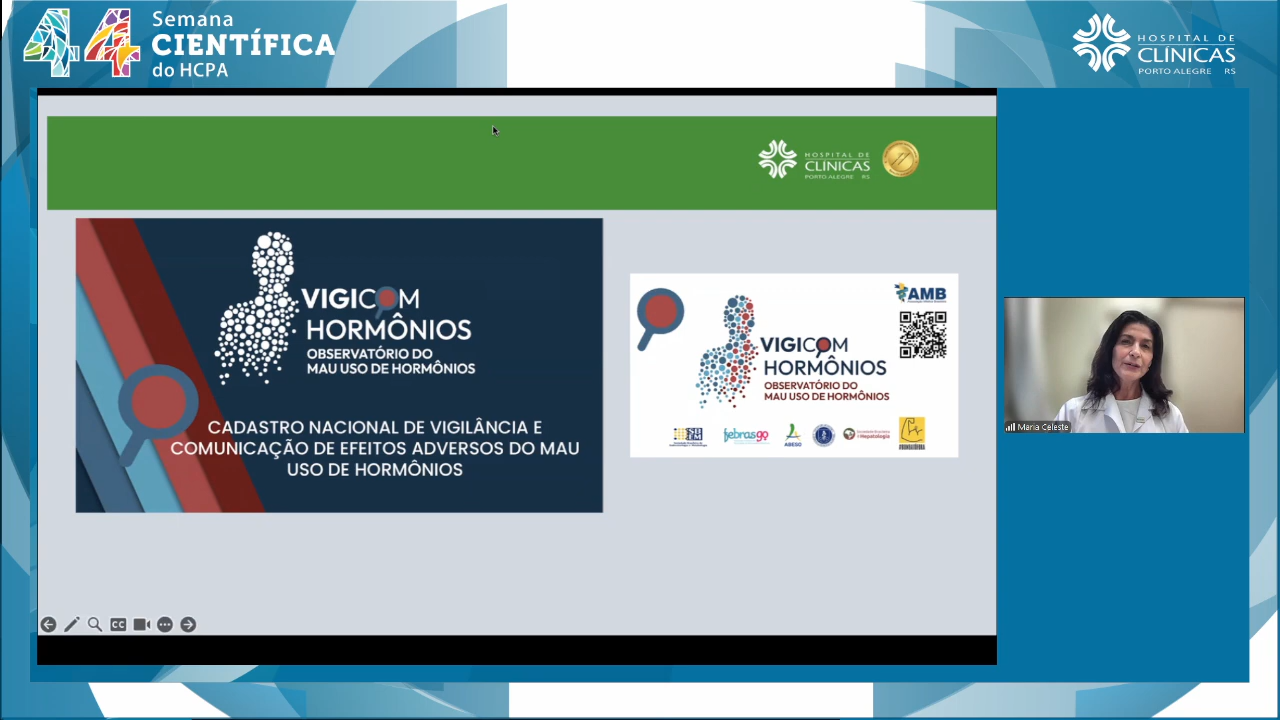 44 Semana
CIENTÍFICA
do HCPA
HOSPITAL DE
CLÍNICAS
PORTO ALEGRE RS
HOSPITAL DE
CLÍNICAS
PORTO ALEGRE RS
VIGICOM
HORMÔNIOS
OBSERVATÓRIO DO
MAU USO DE HORMÔNIOS
CADASTRO NACIONAL DE VIGILÂNCIA E
COMUNICAÇÃO DE EFEITOS ADVERSOS DO MAU
USO DE HORMÔNIOS
AMB
VIGICOM
HORMÔNIOS
OBSERVATÓRIO DO
MAU USO DE HORMÔNIOS
febrasgo
ABESO
Hepatologia
CC
Maria Celeste